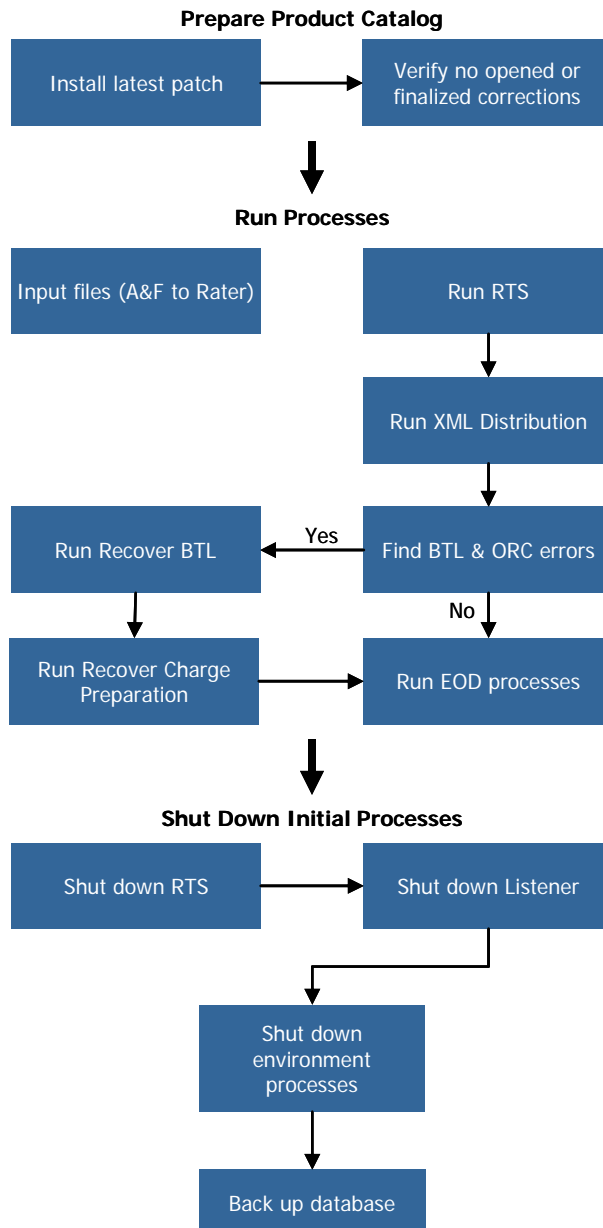 Prepare Product Catalog
Install latest patch
Verify no opened or
finalized corrections
Run Processes
Input files (A&F to Rater)
Run RTS
Run XML Distribution
Run Recover BTL
Yes
Find BTL & ORC errors
No
Run Recover Charge
Preparation
Run EOD processes
Shut Down Initial Processes
Shut down RTS
Shut down Listener
Shut down
environment
processes
Back up database